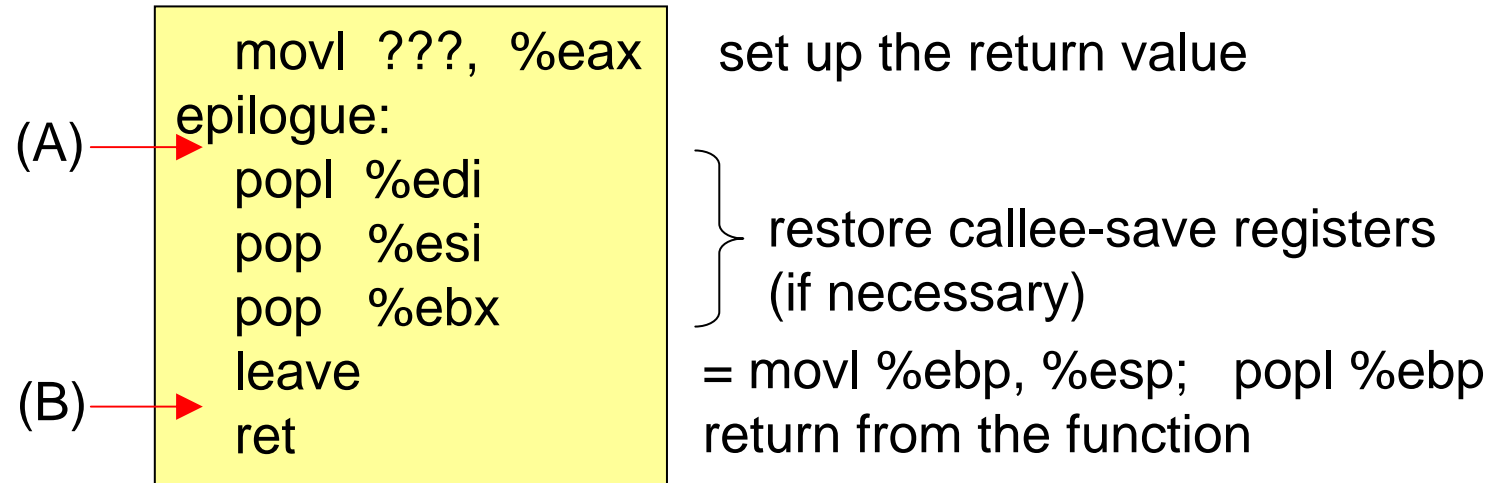 movl ???, %eax set up the return value
epilogue:
(A)
popl %edi
pop %esi
pop %ebx
restore callee-save registers
(if necessary)
leave = movl %ebp, %esp; popl %ebp
(B)
ret return from the function